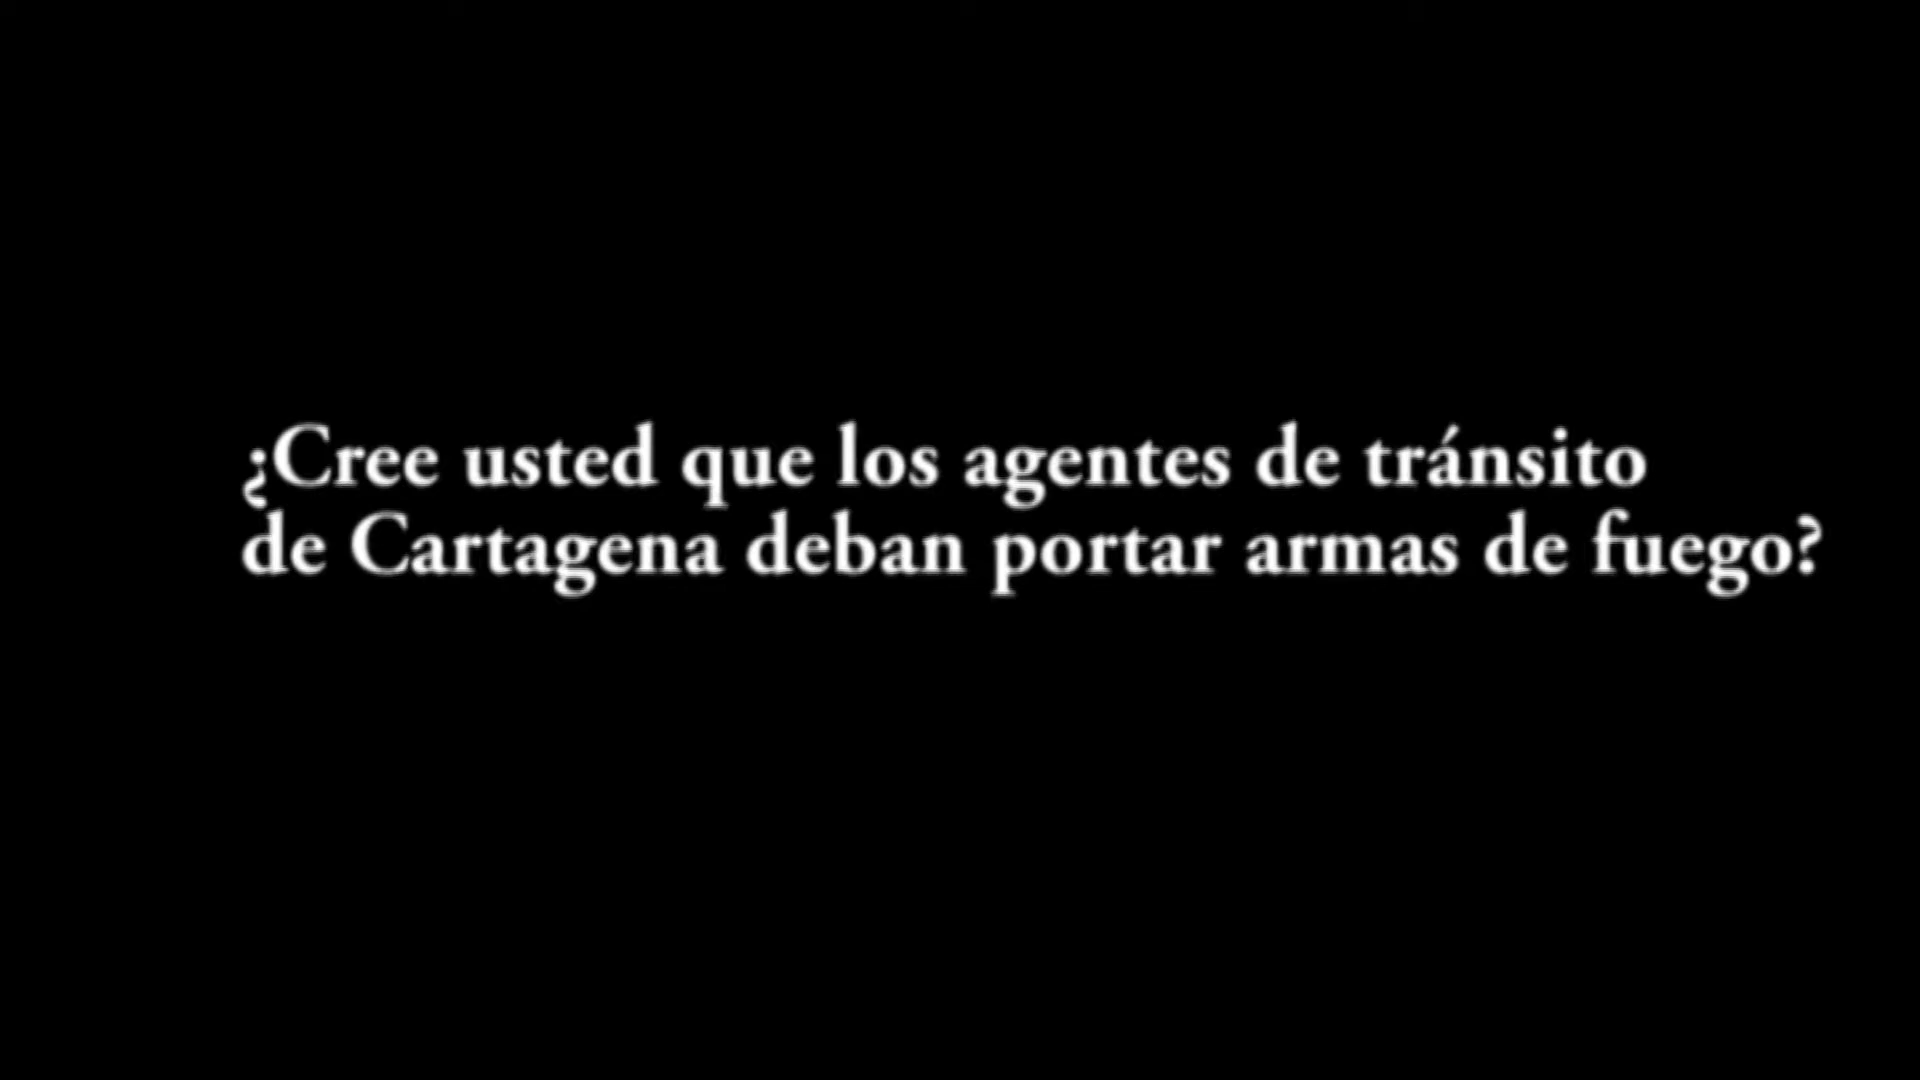 ¿Cree usted que los agentes de tránsito
de Cartagena deban portar armas de fuego?